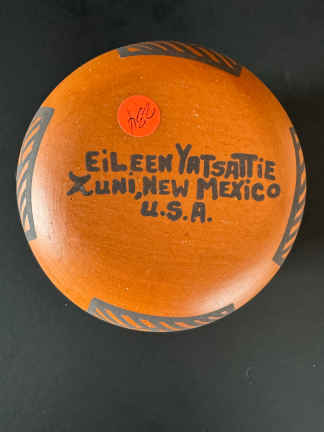 EiLEEN YATSATTiE
ZUNi, NEW MEXiCO
U.S.A.